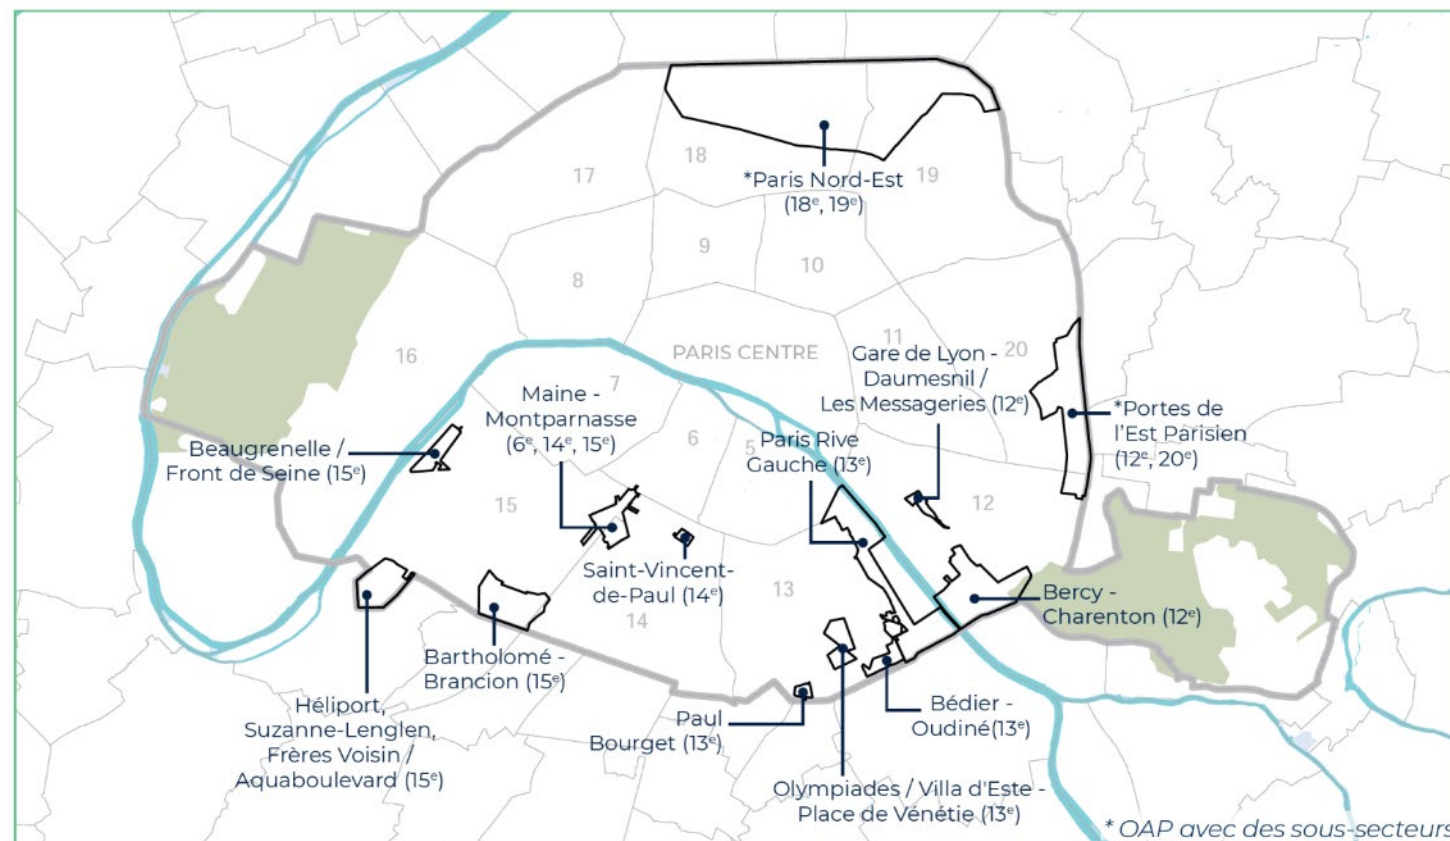 18
17
19
*Paris Nord-Est
(18ᵉ, 19ᵉ)
9
10
8
16
PARIS CENTRE
11
20
7
6
5
Gare de Lyon -
Daumesnil /
Les Messageries (12ᵉ)
Maine -
Montparnasse
(6ᵉ, 14ᵉ, 15ᵉ)
*Portes de
l'Est Parisien
(12ᵉ, 20ᵉ)
Beaugrenelle /
Front de Seine (15ᵉ)
Paris Rive
Gauche (13ᵉ)
15
12
Saint-Vincent-
de-Paul (14ᵉ)
13
14
Bercy -
Charenton (12ᵉ)
Bartholomé -
Brancion (15ᵉ)
Héliport,
Suzanne-Lenglen,
Frères Voisin /
Aquaboulevard (15ᵉ)
Paul
Bourget (13ᵉ)
Bédier -
Oudiné(13ᵉ)
Olympiades / Villa d'Este -
Place de Vénétie (13ᵉ)
* OAP avec des sous-secteurs